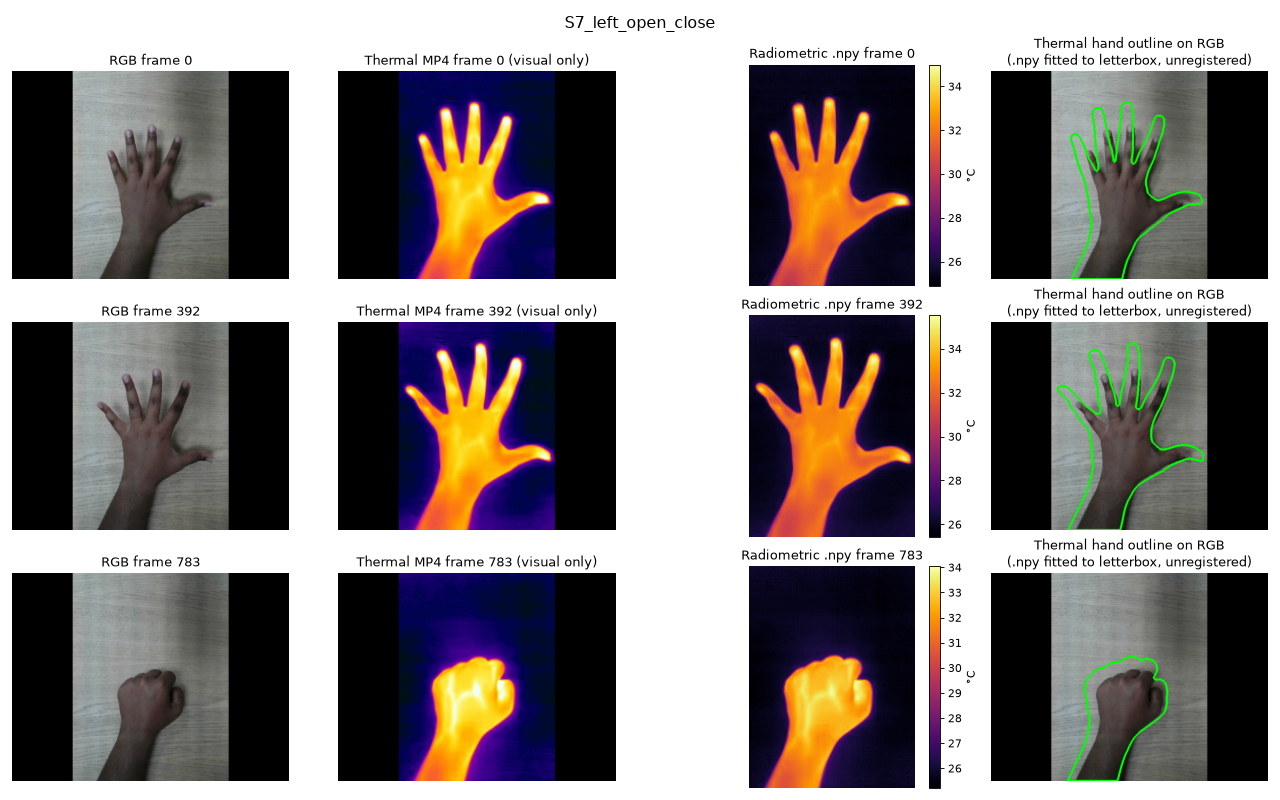 S7_left_open_close
RGB frame 0
Thermal MP4 frame 0 (visual only)
Radiometric .npy frame 0
Thermal hand outline on RGB
(.npy fitted to letterbox, unregistered)
34
32
30
28
26
°C
RGB frame 392
Thermal MP4 frame 392 (visual only)
Radiometric .npy frame 392
Thermal hand outline on RGB
(.npy fitted to letterbox, unregistered)
34
32
30
28
26
°C
RGB frame 783
Thermal MP4 frame 783 (visual only)
Radiometric .npy frame 783
Thermal hand outline on RGB
(.npy fitted to letterbox, unregistered)
34
33
32
31
30
29
28
27
26
°C